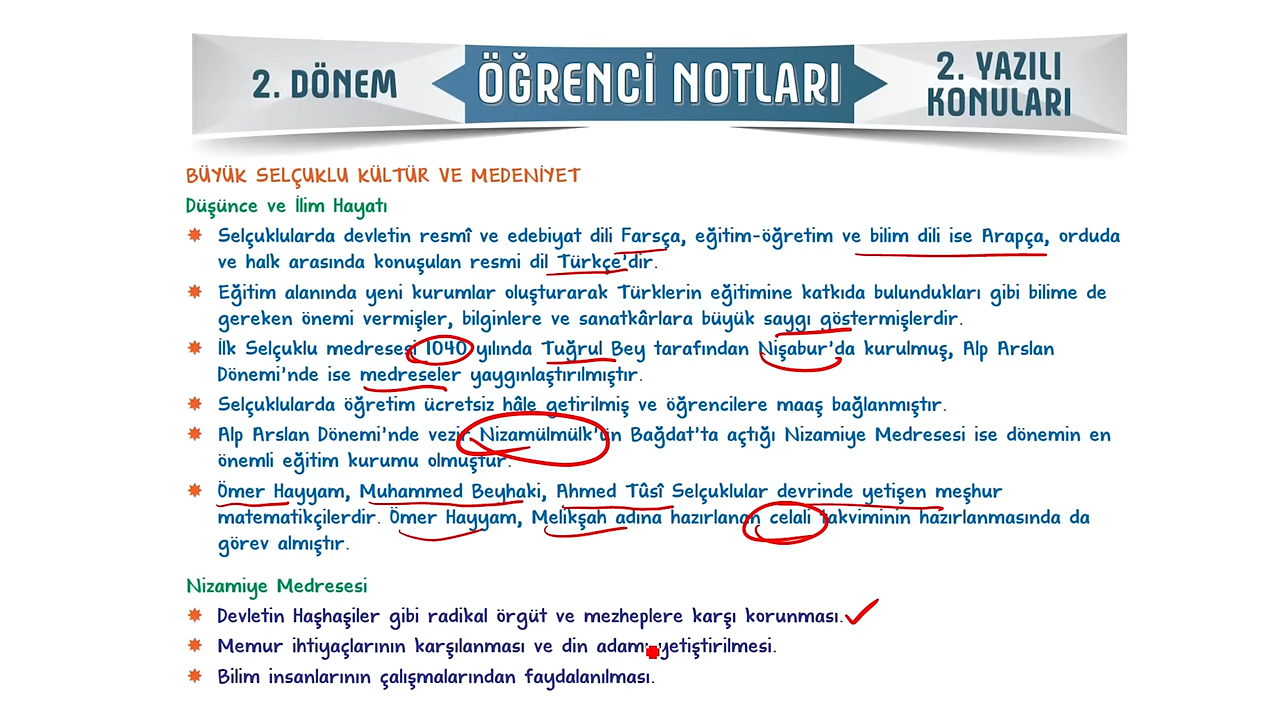 2. DÖNEM
ÖĞRENCİ NOTLARI
2. YAZILI
KONULARI
BÜYÜK SELÇUKLU KÜLTÜR VE MEDENİYET
Düşünce ve İlim Hayatı
Selçuklularda devletin resmî ve edebiyat dili Farsça, eğitim-öğretim ve bilim dili ise Arapça, orduda
ve halk arasında konuşulan resmi dil Türkçe'dir.
Eğitim alanında yeni kurumlar oluşturarak Türklerin eğitimine katkıda bulundukları gibi bilime de
gereken önemi vermişler, bilginlere ve sanatkârlara büyük saygı göstermişlerdir.
İlk Selçuklu medresesi 1040 yılında Tuğrul Bey tarafından Nişabur'da kurulmuş, Alp Arslan
Dönemi'nde ise medreseler yaygınlaştırılmıştır.
Selçuklularda öğretim ücretsiz hâle getirilmiş ve öğrencilere maaş bağlanmıştır.
Alp Arslan Dönemi'nde vezir Nizamülmülk'ün Bağdat'ta açtığı Nizamiye Medresesi ise dönemin en
önemli eğitim kurumu olmuştur.
Ömer Hayyam, Muhammed Beyhaki, Ahmed Tûsî Selçuklular devrinde yetişen meşhur
matematikçilerdir. Ömer Hayyam, Melikşah adına hazırlanan celali takviminin hazırlanmasında da
görev almıştır.
Nizamiye Medresesi
Devletin Haşhaşiler gibi radikal örgüt ve mezheplere karşı korunması.
Memur ihtiyaçlarının karşılanması ve din adamı yetiştirilmesi.
Bilim insanlarının çalışmalarından faydalanılması.